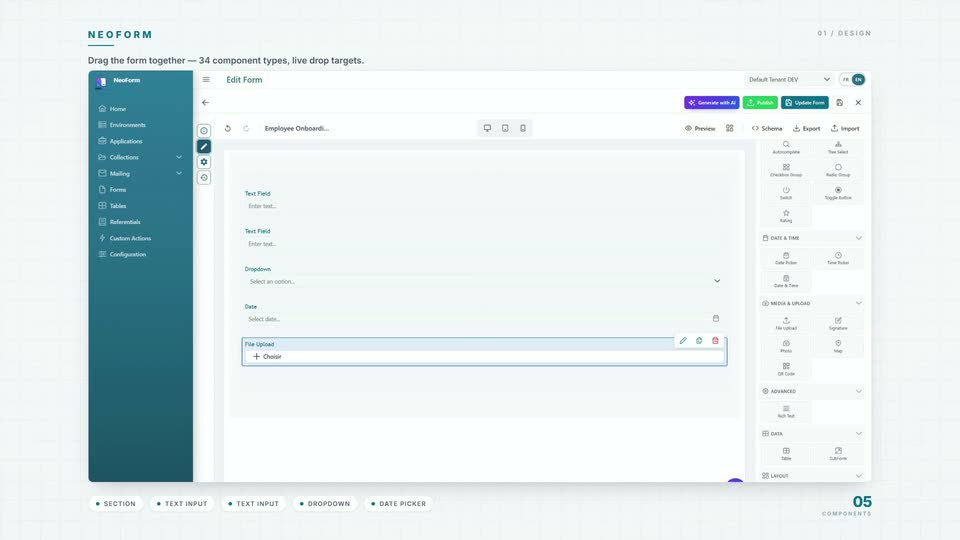 NEOFORM
01 / DESIGN
Drag the form together — 34 component types, live drop targets.
NeoForm
Edit Form
Default Tenant DEV
FR EN
Home
Environments
Applications
Collections
Mailing
Forms
Tables
Referentials
Custom Actions
Configuration
Generate with AI
Publish
Update Form
Employee Onboardi...
Preview
Schema
Export
Import
Text Field
Enter text...
Text Field
Enter text...
Dropdown
Select an option...
Date
Select date...
File Upload
Choisir
Autocomplete
Tree Select
Checkbox Group
Radio Group
Switch
Toggle Button
Rating
DATE & TIME
Date Picker
Time Picker
Date & Time
MEDIA & UPLOAD
File Upload
Signature
Photo
Map
QR Code
ADVANCED
Rich Text
DATA
Table
SubForm
LAYOUT
SECTION
TEXT INPUT
TEXT INPUT
DROPDOWN
DATE PICKER
05
COMPONENTS